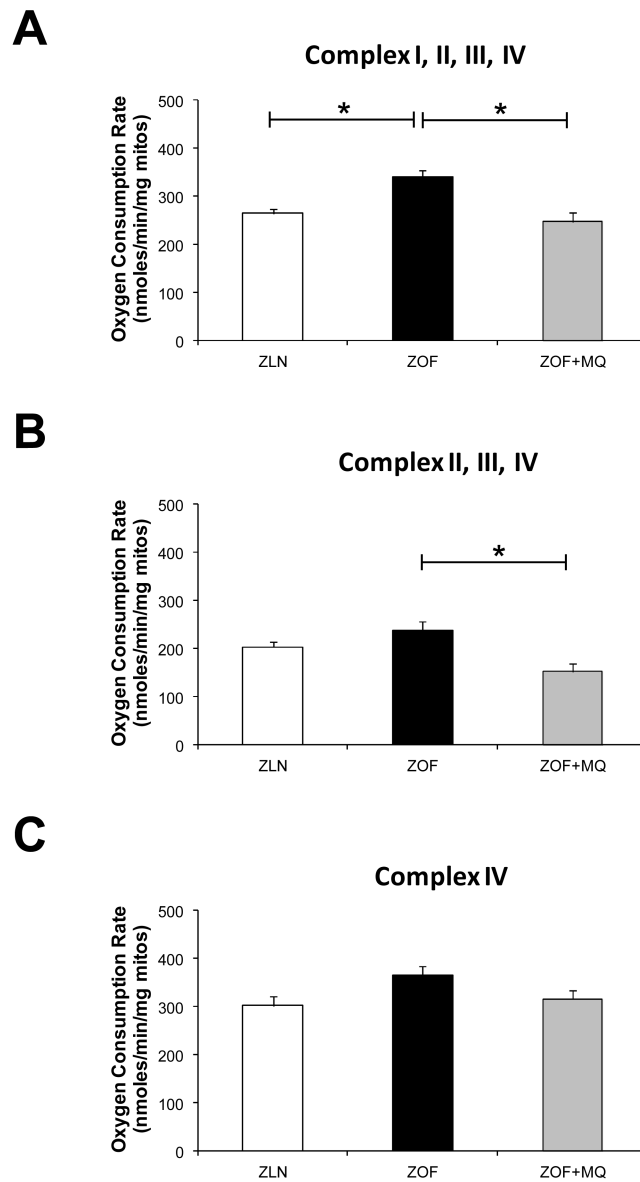 A
Complex I, II, III, IV
Oxygen Consumption Rate
(nmoles/min/mg mitos)
500
400
300
200
100
0
*
*
ZLN
ZOF
ZOF+MQ
B
Complex II, III, IV
Oxygen Consumption Rate
(nmoles/min/mg mitos)
500
400
300
200
100
0
*
ZLN
ZOF
ZOF+MQ
C
Complex IV
Oxygen Consumption Rate
(nmoles/min/mg mitos)
500
400
300
200
100
0
ZLN
ZOF
ZOF+MQ